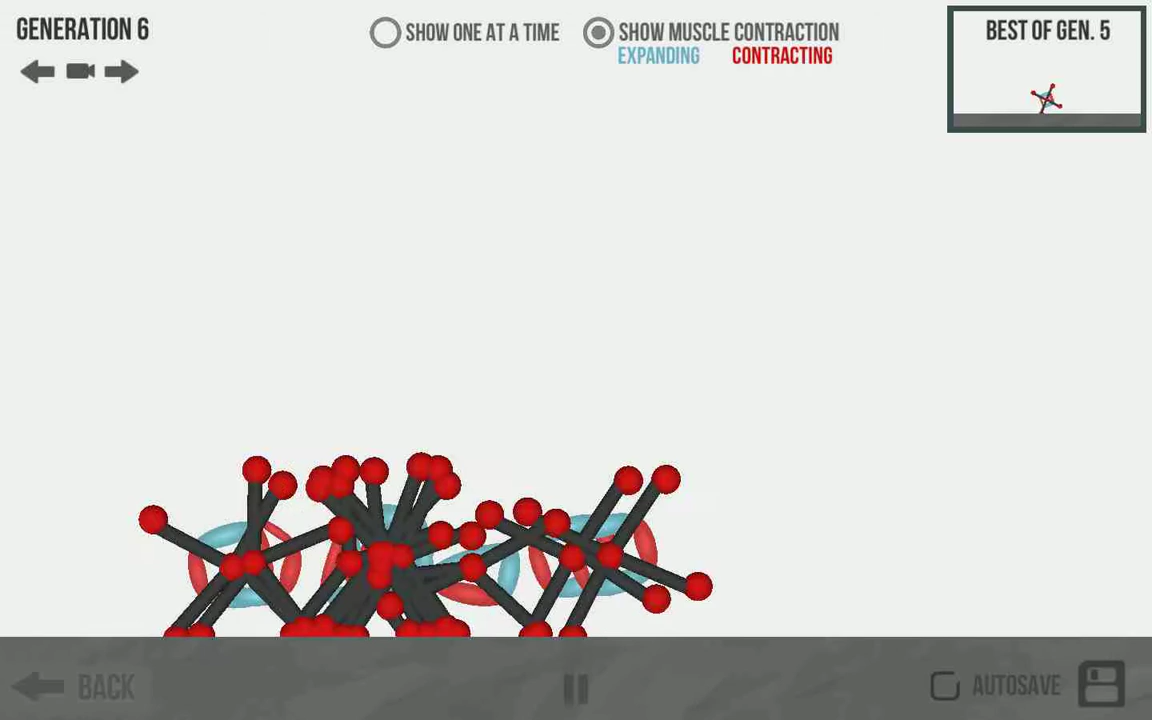 GENERATION 6
SHOW ONE AT A TIME
SHOW MUSCLE CONTRACTION
EXPANDING CONTRACTING
BEST OF GEN. 5
BACK
AUTOSAVE